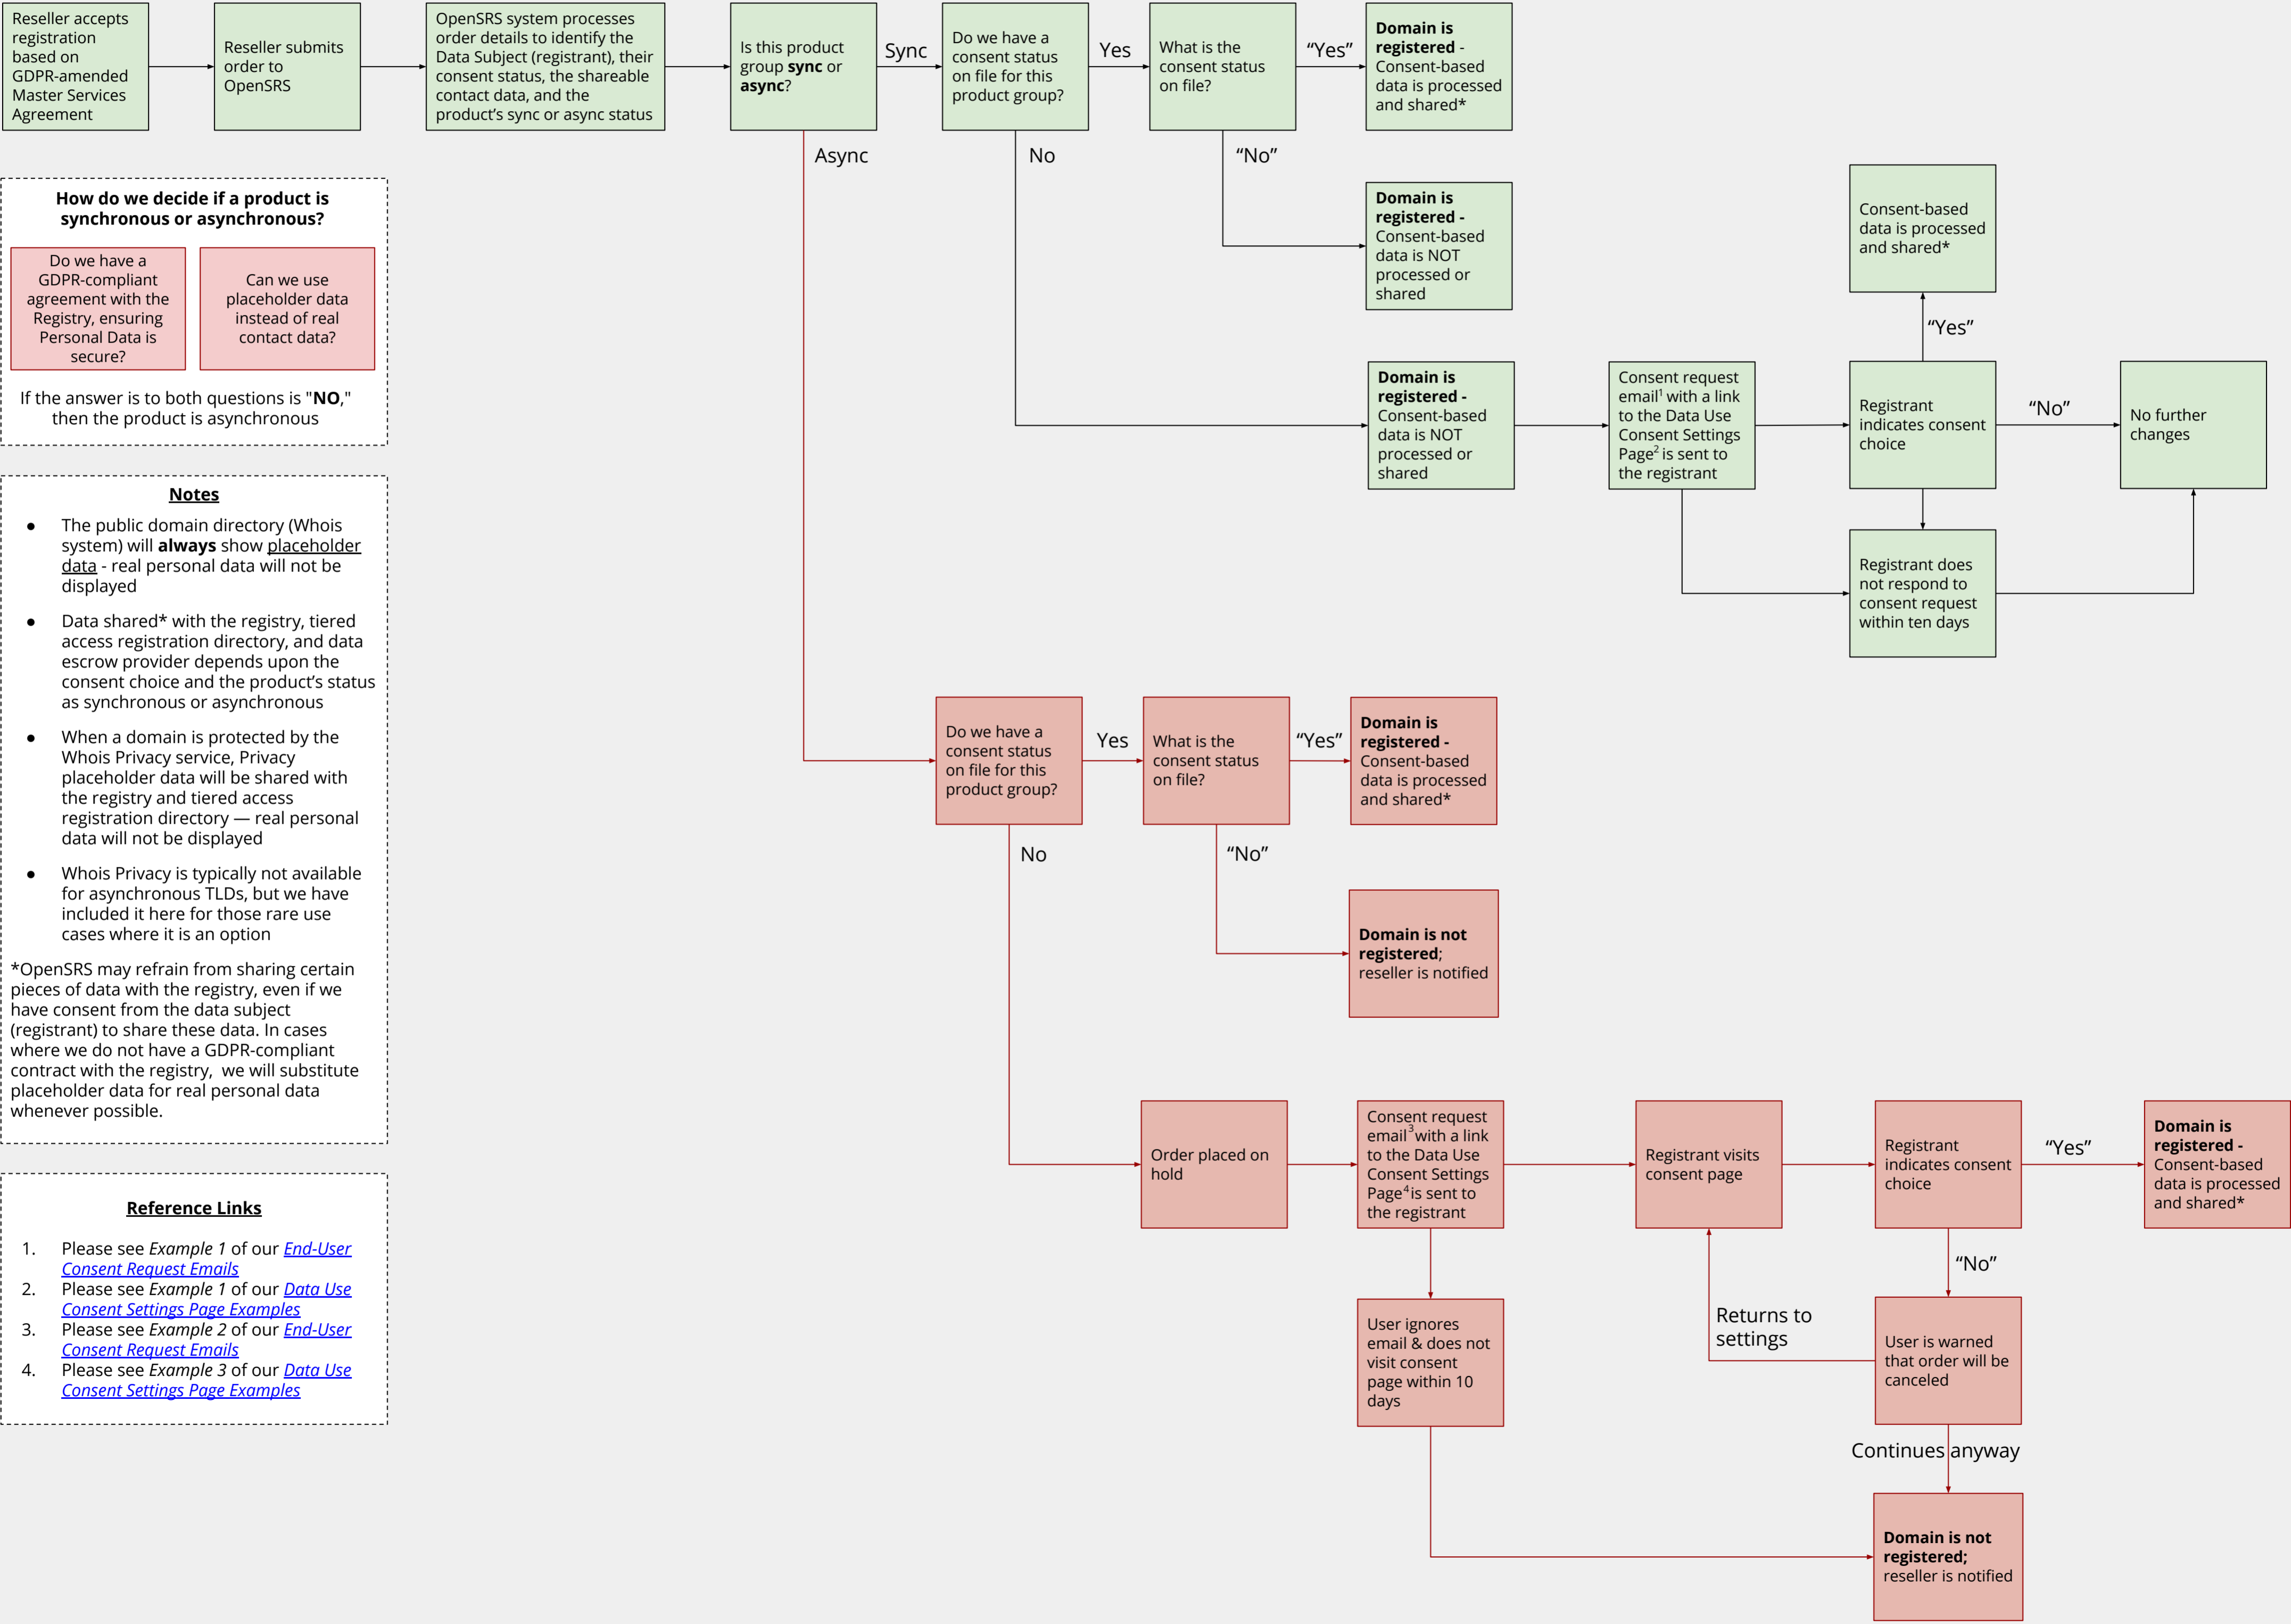 Reseller accepts
registration
based on
GDPR-amended
Master Services
Agreement
Reseller submits
order to
OpenSRS
OpenSRS system processes
order details to identify the
Data Subject (registrant), their
consent status, the shareable
contact data, and the
product's sync or async status
Is this product
group sync or
async?
Sync
Do we have a
consent status
on file for this
product group?
Yes
What is the
consent status
on file?
“Yes”
Domain is
registered -
Consent-based
data is processed
and shared*
Async
No
“No”
Domain is
registered -
Consent-based
data is NOT
processed or
shared
Consent-based
data is processed
and shared*
“Yes”
Domain is
registered -
Consent-based
data is NOT
processed or
shared
Consent request
email1 with a link
to the Data Use
Consent Settings
Page2 is sent to
the registrant
Registrant
indicates consent
choice
“No”
No further
changes
Registrant does
not respond to
consent request
within ten days
How do we decide if a product is
synchronous or asynchronous?
Do we have a
GDPR-compliant
agreement with the
Registry, ensuring
Personal Data is
secure?
Can we use
placeholder data
instead of real
contact data?
If the answer is to both questions is "NO,"
then the product is asynchronous
Notes
● The public domain directory (Whois
system) will always show placeholder
data - real personal data will not be
displayed
● Data shared* with the registry, tiered
access registration directory, and data
escrow provider depends upon the
consent choice and the product’s status
as synchronous or asynchronous
● When a domain is protected by the
Whois Privacy service, Privacy
placeholder data will be shared with
the registry and tiered access
registration directory — real personal
data will not be displayed
● Whois Privacy is typically not available
for asynchronous TLDs, but we have
included it here for those rare use
cases where it is an option
*OpenSRS may refrain from sharing certain
pieces of data with the registry, even if we
have consent from the data subject
(registrant) to share these data. In cases
where we do not have a GDPR-compliant
contract with the registry, we will substitute
placeholder data for real personal data
whenever possible.
Reference Links
1. Please see Example 1 of our End-User
Consent Request Emails
2. Please see Example 1 of our Data Use
Consent Settings Page Examples
3. Please see Example 2 of our End-User
Consent Request Emails
4. Please see Example 3 of our Data Use
Consent Settings Page Examples
Do we have a
consent status
on file for this
product group?
Yes
What is the
consent status
on file?
“Yes”
Domain is
registered -
Consent-based
data is processed
and shared*
No
“No”
Domain is not
registered;
reseller is notified
Order placed on
hold
Consent request
email3 with a link
to the Data Use
Consent Settings
Page4 is sent to
the registrant
Registrant visits
consent page
Registrant
indicates consent
choice
“Yes”
Domain is
registered -
Consent-based
data is processed
and shared*
“No”
User ignores
email & does not
visit consent
page within 10
days
Returns to
settings
User is warned
that order will be
canceled
Continues anyway
Domain is not
registered;
reseller is notified